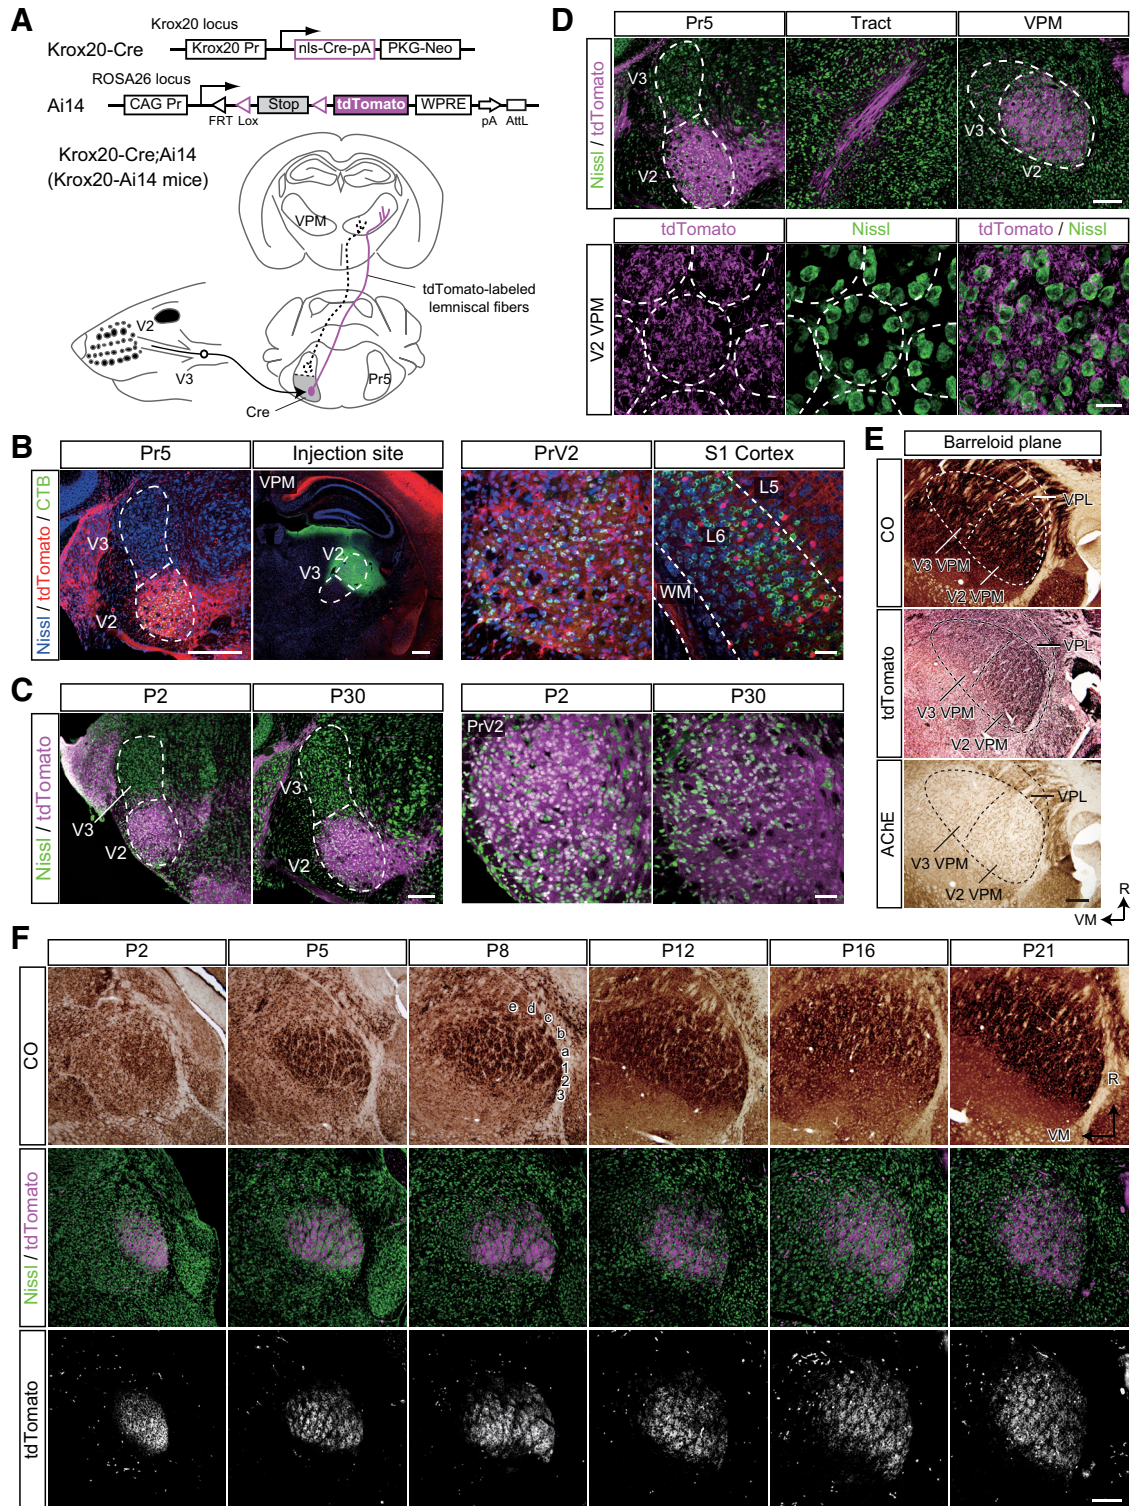 A
Krox20 locus
Krox20-Cre
Krox20 Pr
nls-Cre-pA
PKG-Neo
ROSA26 locus
Ai14
CAG Pr
Stop
tdTomato
WPRE
FRT
Lox
pA
AttL
Krox20-Cre;Ai14
(Krox20-Ai14 mice)
VPM
tdTomato-labeled
lemniscal fibers
V2
V3
Pr5
Cre
B
Pr5
Injection site
PrV2
S1 Cortex
Nissl / tdTomato / CTB
V3
V2
VPM
V2
V3
L5
L6
WM
C
P2
P30
P2
P30
Nissl / tdTomato
V3
V2
V3
V2
PrV2
D
Pr5
Tract
VPM
Nissl / tdTomato
V3
V2
V3
V2
tdTomato
Nissl
tdTomato / Nissl
V2 VPM
E
Barreloid plane
CO
VPL
V3 VPM
V2 VPM
tdTomato
VPL
V3 VPM
V2 VPM
AChE
VPL
V3 VPM
V2 VPM
R
VM
F
P2
P5
P8
P12
P16
P21
CO
e
d
c
b
a
1
2
3
R
VM
Nissl / tdTomato
tdTomato